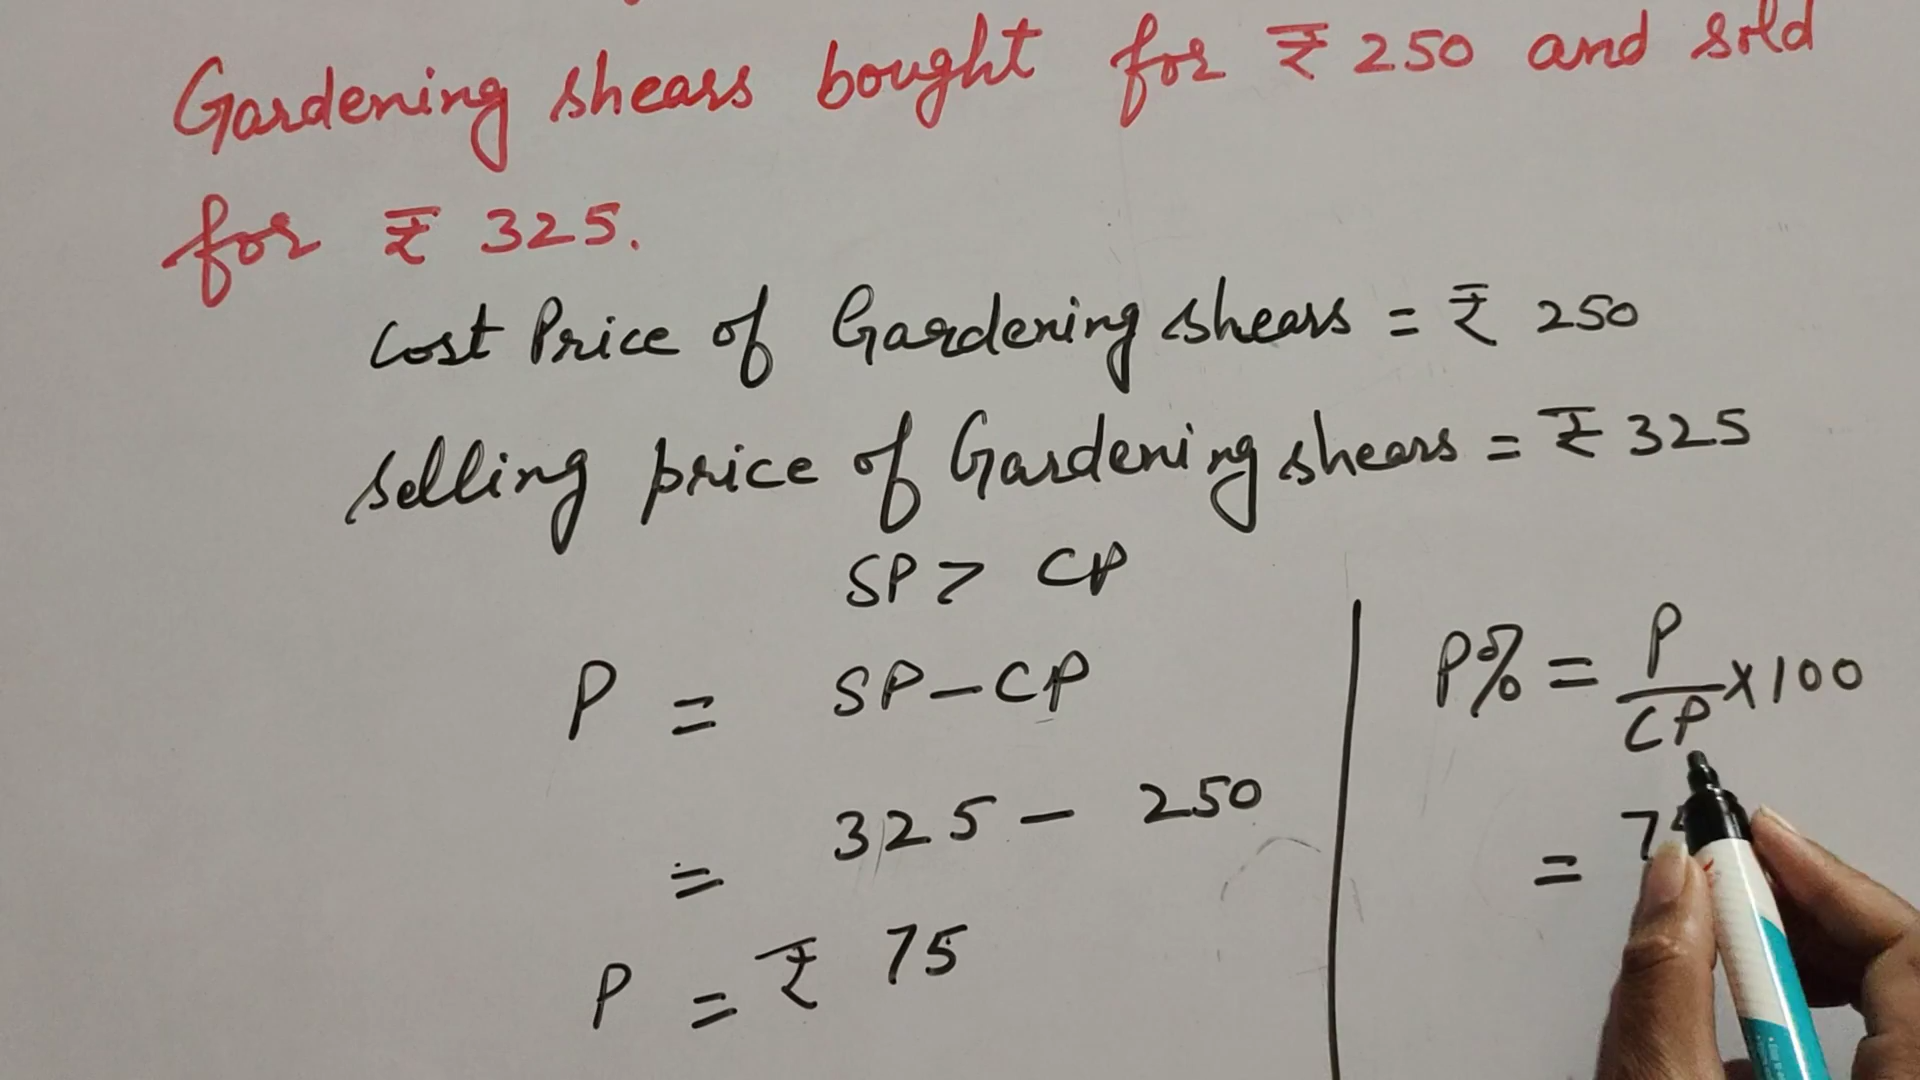 Gardening shears bought for ₹ 250 and sold
for ₹ 325.
Cost Price of Gardening shears = ₹ 250
selling price of Gardening shears = ₹ 325
SP > CP
P = SP - CP
= 325 - 250
P = ₹ 75
P% = P/CP × 100
=